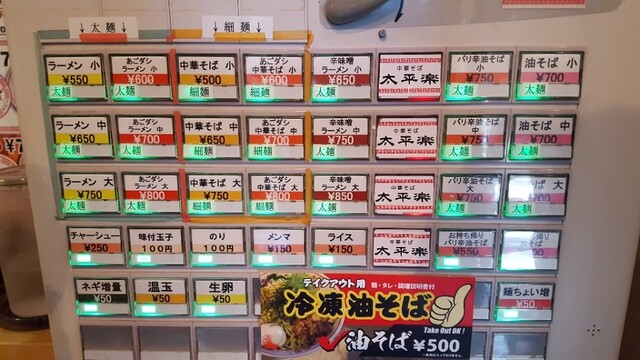 ↓太麺↓
↓細麺↓
ラーメン 小
¥550
太麺
あごダシ
ラーメン 小
¥600
太麺
中華そば 小
¥500
細麺
あごダシ
中華そば 小
¥600
細麺
辛味噌
ラーメン 小
¥650
太麺
中華そば
太平楽
バリ辛油そば
小
¥750
太麺
油そば 小
¥700
太麺
ラーメン 中
¥650
太麺
あごダシ
ラーメン 中
¥700
太麺
中華そば 中
¥650
細麺
あごダシ
中華そば 中
¥700
細麺
辛味噌
ラーメン 中
¥750
太麺
中華そば
太平楽
バリ辛油そば
中
¥750
太麺
油そば 中
¥700
太麺
ラーメン 大
¥750
太麺
あごダシ
ラーメン 大
¥800
太麺
中華そば 大
¥750
細麺
あごダシ
中華そば 大
¥800
細麺
辛味噌
ラーメン 大
¥850
太麺
中華そば
太平楽
バリ辛油そば
大
太麺
そば 大
太麺
チャーシュー
¥250
味付玉子
100円
のり
100円
メンマ
¥150
ライス
¥150
中華そば
太平楽
お持ち帰り
バリ辛油そば
¥550
ネギ増量
¥50
温玉
¥50
生卵
¥50
麺ちょい増
¥50
テイクアウト用
麺・タレ・調理説明書付
冷凍油そば
Take Out OK!
油そば ¥500